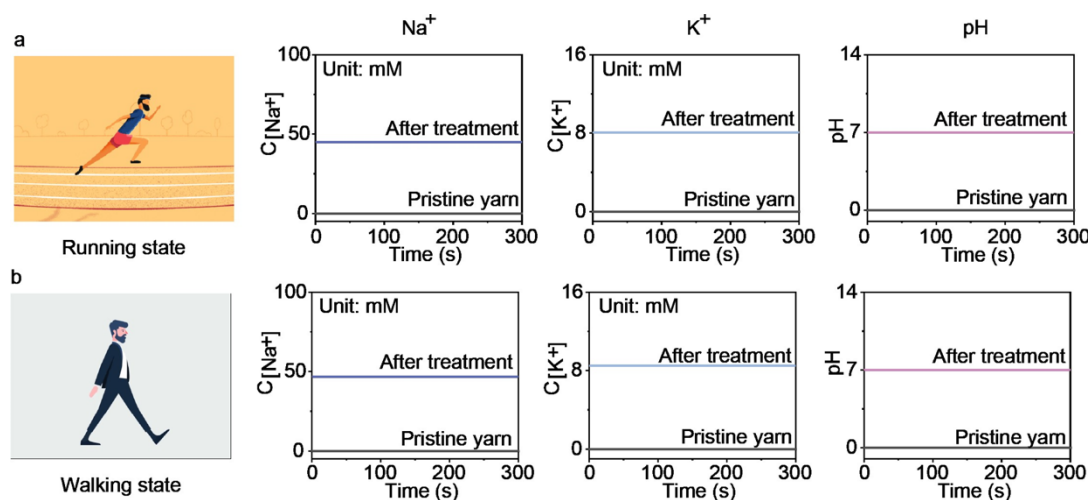 a
Na+
K+
pH
100
50
0
C[Na+]
Unit: mM
After treatment
Pristine yarn
0
100
200
300
Time (s)
16
8
0
C[K+]
Unit: mM
After treatment
Pristine yarn
0
100
200
300
Time (s)
14
7
0
pH
After treatment
Pristine yarn
0
100
200
300
Time (s)
Running state
b
100
50
0
C[Na+]
Unit: mM
After treatment
Pristine yarn
0
100
200
300
Time (s)
16
8
0
C[K+]
Unit: mM
After treatment
Pristine yarn
0
100
200
300
Time (s)
14
7
0
pH
After treatment
Pristine yarn
0
100
200
300
Time (s)
Walking state